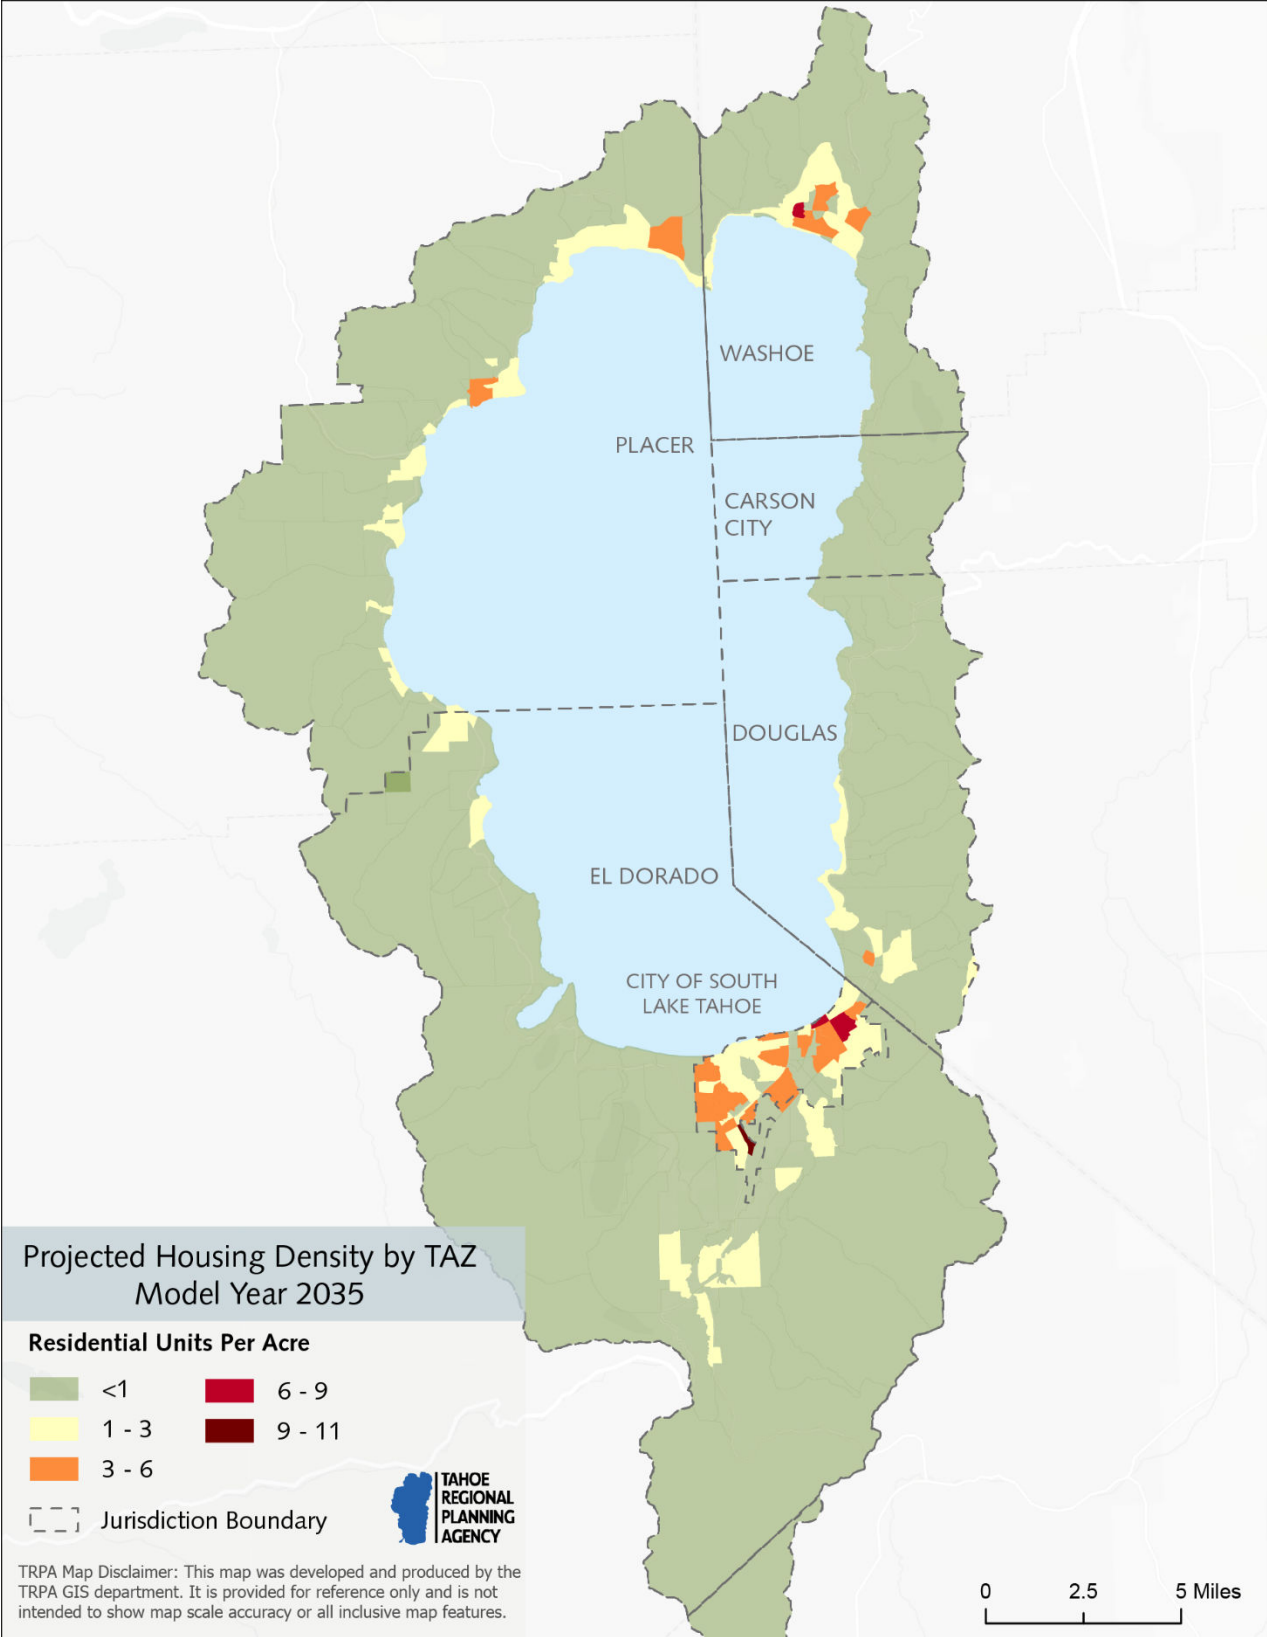 WASHOE
PLACER
CARSON
CITY
DOUGLAS
EL DORADO
CITY OF SOUTH
LAKE TAHOE
Projected Housing Density by TAZ
Model Year 2035
Residential Units Per Acre
<1
6 - 9
1 - 3
9 - 11
3 - 6
Jurisdiction Boundary
TAHOE
REGIONAL
PLANNING
AGENCY
TRPA Map Disclaimer: This map was developed and produced by the
TRPA GIS department. It is provided for reference only and is not
intended to show map scale accuracy or all inclusive map features.
0 2.5 5 Miles